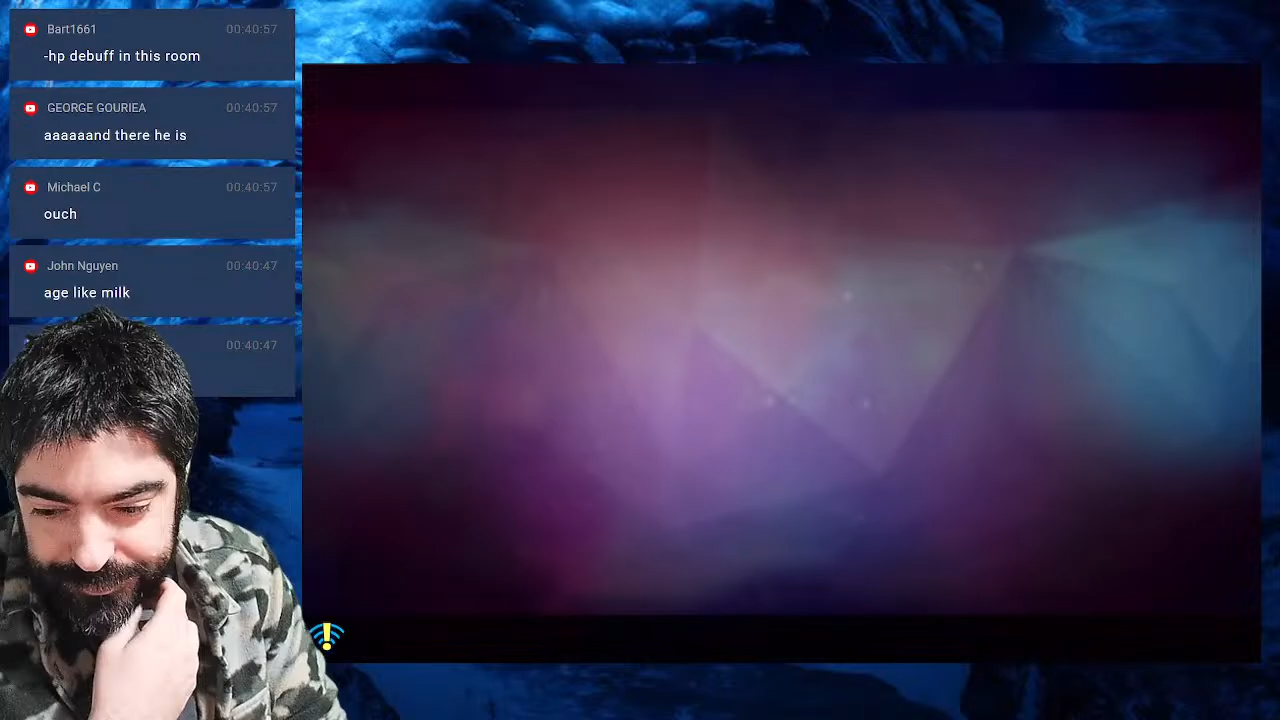 Bart1661 00:40:57
-hp debuff in this room
GEORGE GOURIEA 00:40:57
aaaaaand there he is
Michael C 00:40:57
ouch
John Nguyen 00:40:47
age like milk
00:40:47